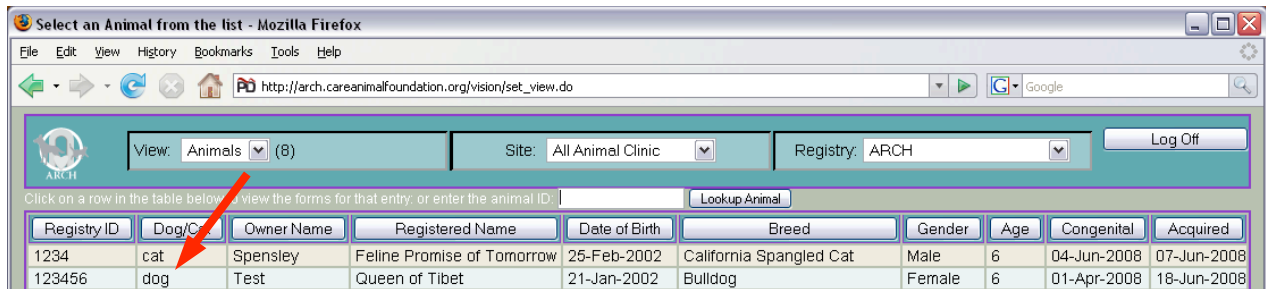 Select an Animal from the list - Mozilla Firefox
File Edit View History Bookmarks Tools Help
PD http://arch.careanimalfoundation.org/vision/set_view.do G Google
ARCH View: Animals (8) Site: All Animal Clinic Registry: ARCH Log Off
Click on a row in the table below to view the forms for that entry: or enter the animal ID: Lookup Animal
Registry ID Dog/Cat Owner Name Registered Name Date of Birth Breed Gender Age Congenital Acquired
1234 cat Spensley Feline Promise of Tomorrow 25-Feb-2002 California Spangled Cat Male 6 04-Jun-2008 07-Jun-2008
123456 dog Test Queen of Tibet 21-Jan-2002 Bulldog Female 6 01-Apr-2008 18-Jun-2008